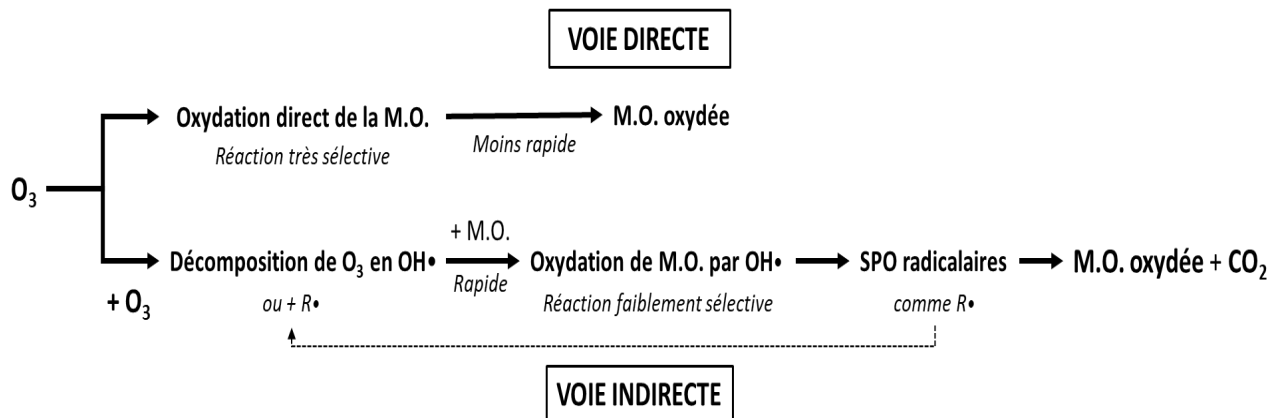 VOIE DIRECTE
Oxydation direct de la M.O.
M.O. oxydée
Réaction très sélective
Moins rapide
O₃
+ M.O.
Décomposition de O₃ en OH•
Rapide
Oxydation de M.O. par OH•
SPO radicalaires
M.O. oxydée + CO₂
+ O₃
ou + R•
Réaction faiblement sélective
comme R•
VOIE INDIRECTE